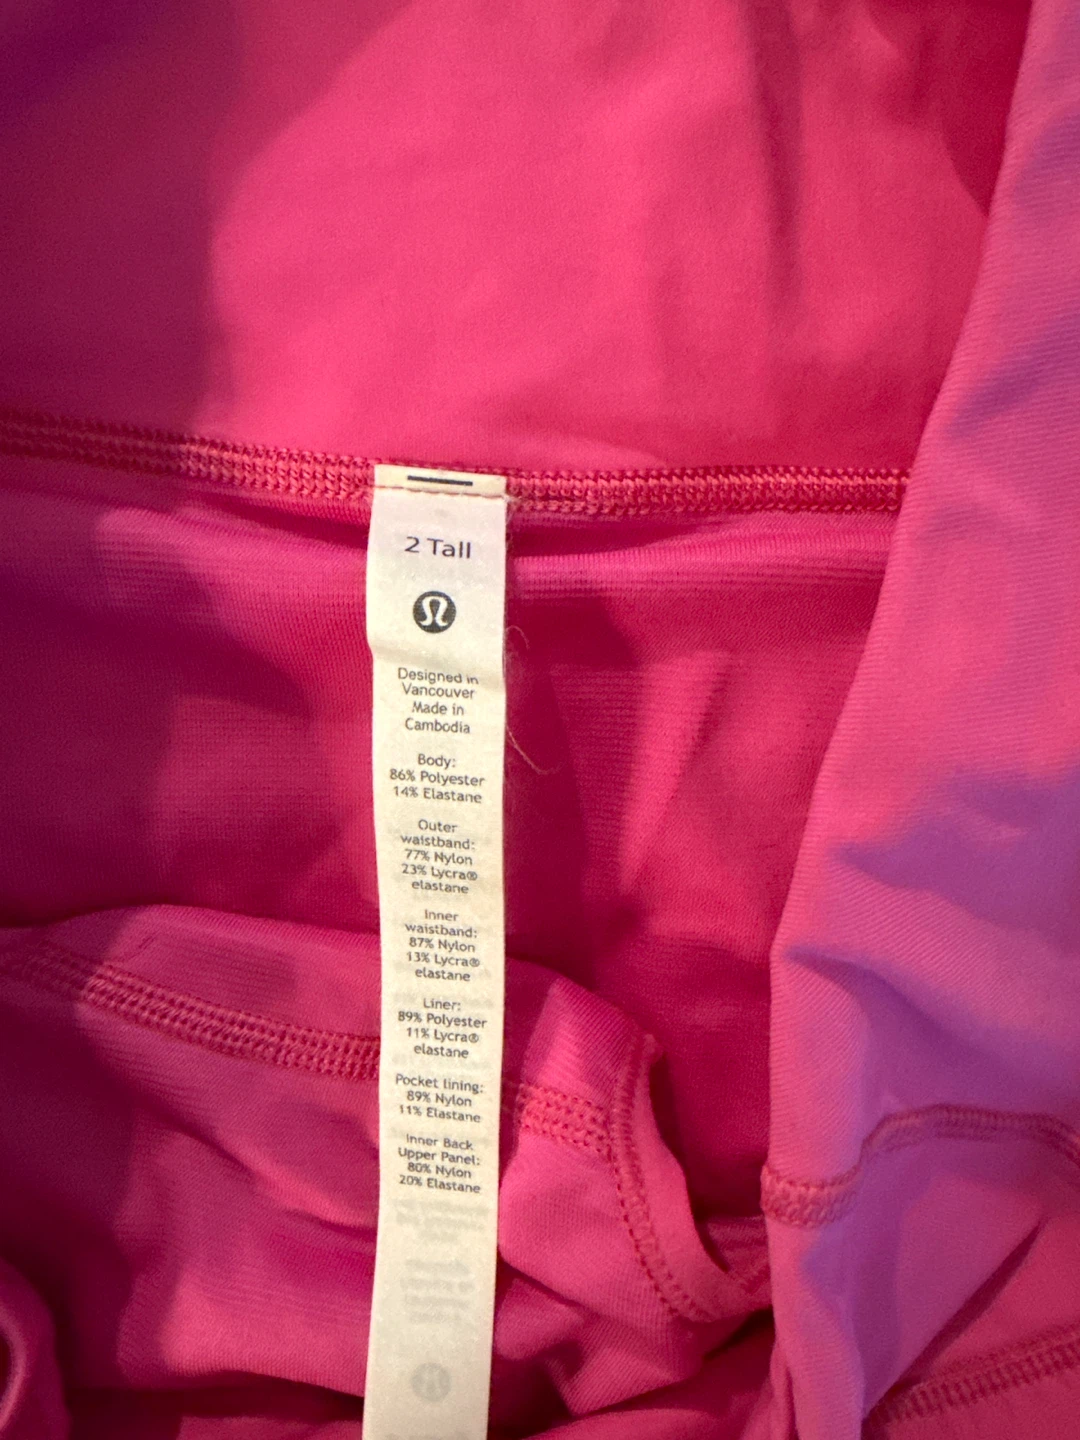 2 Tall
Designed in
Vancouver
Made in
Cambodia
Body:
86% Polyester
14% Elastane
Outer
waistband:
77% Nylon
23% Lycra®
elastane
Inner
waistband:
87% Nylon
13% Lycra®
elastane
Liner:
89% Polyester
11% Lycra®
elastane
Pocket lining:
89% Nylon
11% Elastane
Inner Back
Upper Panel:
80% Nylon
20% Elastane